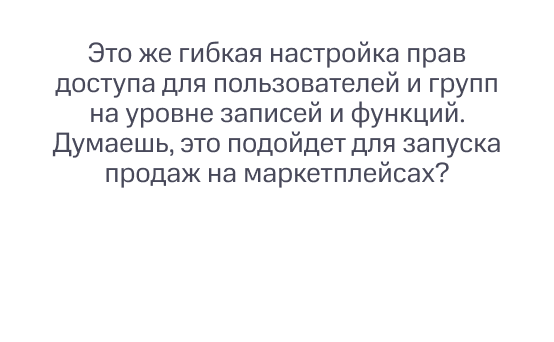 Это же гибкая настройка прав
доступа для пользователей и групп
на уровне записей и функций.
Думаешь, это подойдет для запуска
продаж на маркетплейсах?